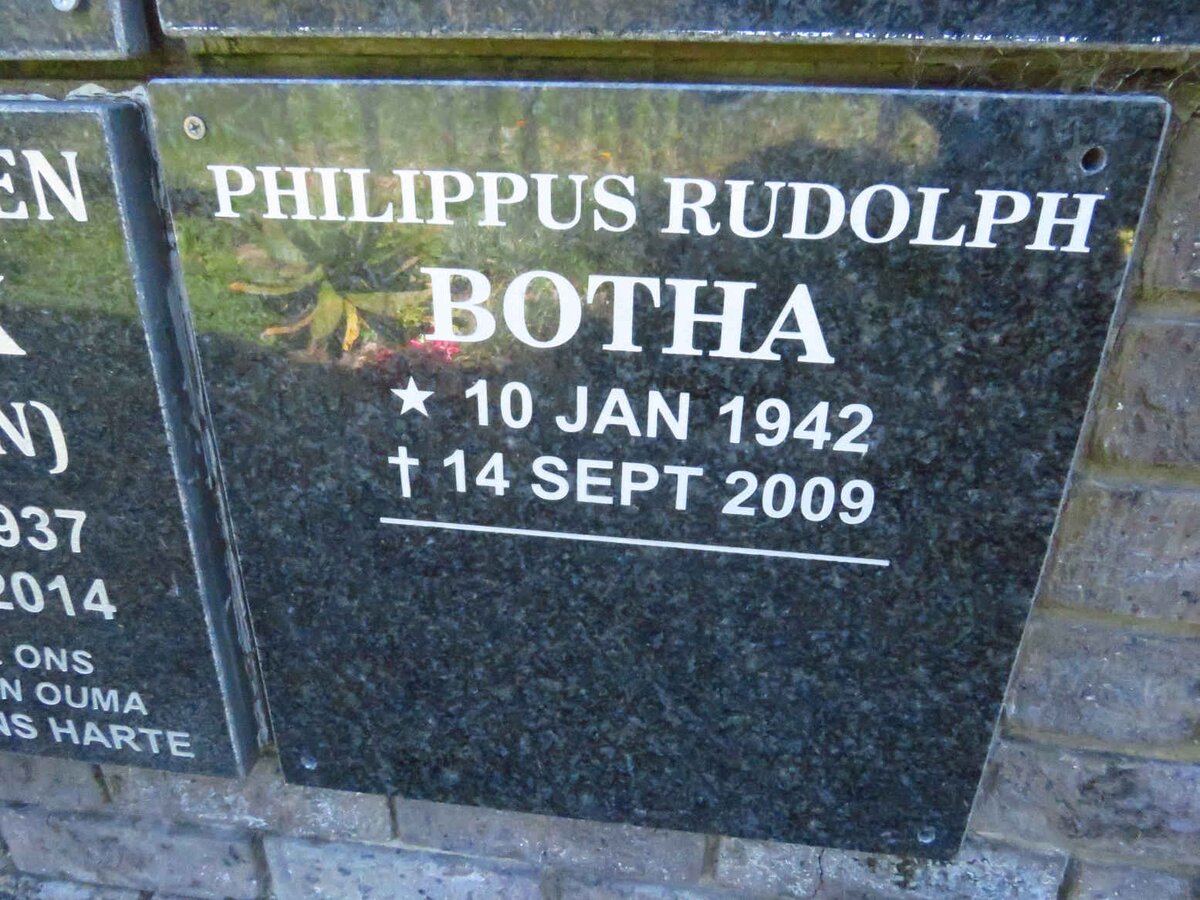 PHILIPPUS RUDOLPH
BOTHA
★ 10 JAN 1942
† 14 SEPT 2009
EN
N)
937
2014
ONS
N OUMA
NS HARTE